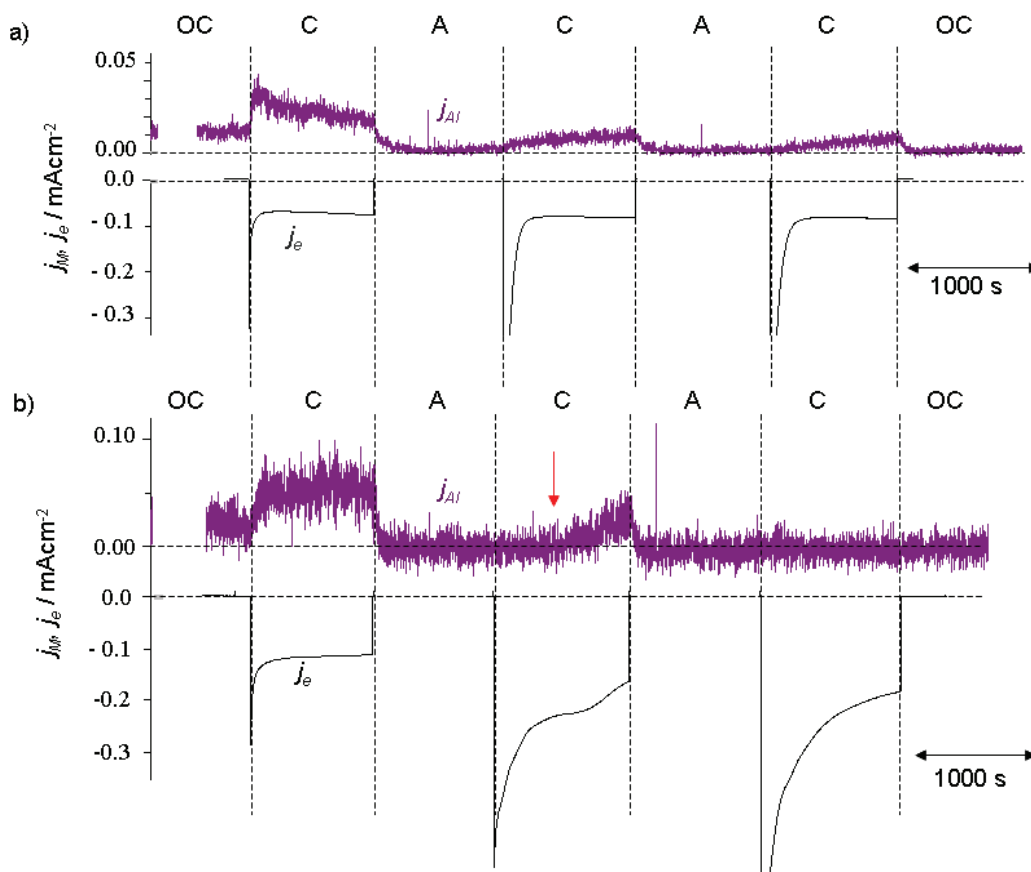 a)
OC C A C A C OC
0.05
j_Al
0.00
0.0
j_e
- 0.1
- 0.2
- 0.3
j_M, j_e / mAcm⁻²
1000 s
b)
OC C A C A C OC
0.10
j_Al
0.00
0.0
- 0.1
j_e
-0.2
-0.3
j_M, j_e / mAcm⁻²
1000 s